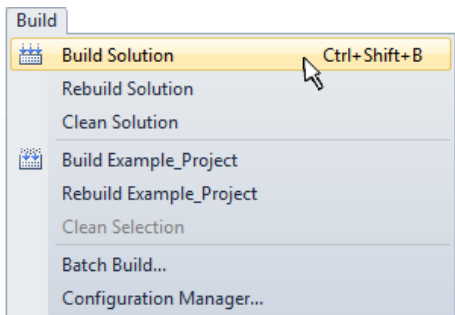 Build
Build Solution Ctrl+Shift+B
Rebuild Solution
Clean Solution
Build Example_Project
Rebuild Example_Project
Clean Selection
Batch Build...
Configuration Manager...